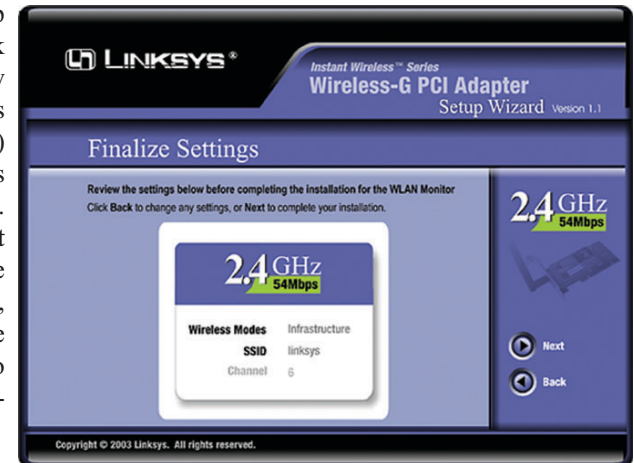 LINKSYS®
Instant Wireless™ Series
Wireless-G PCI Adapter
Setup Wizard Version 1.1
Finalize Settings
Review the settings below before completing the installation for the WLAN Monitor
Click Back to change any settings, or Next to complete your installation.
2.4 GHz
54Mbps
Wireless Modes Infrastructure
SSID linksys
Channel 6
2.4 GHz
54Mbps
Next
Back
Copyright © 2003 Linksys. All rights reserved.